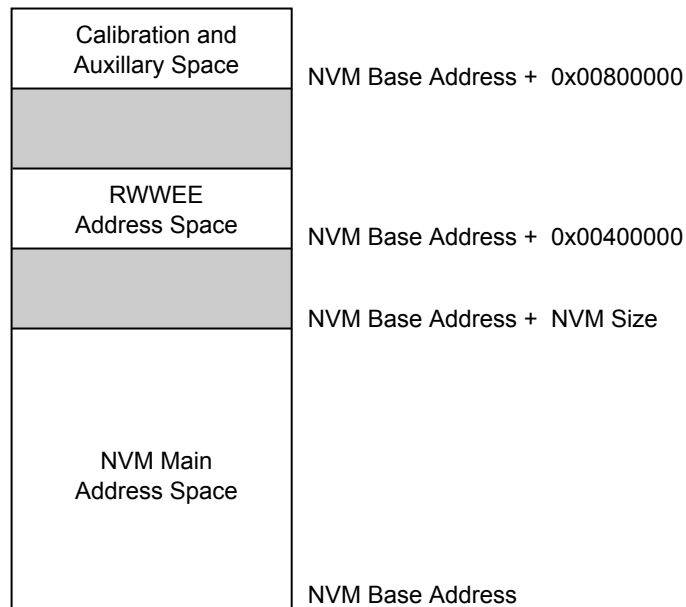 Calibration and
Auxillary Space
NVM Base Address + 0x00800000
RWWEE
Address Space
NVM Base Address + 0x00400000
NVM Base Address + NVM Size
NVM Main
Address Space
NVM Base Address